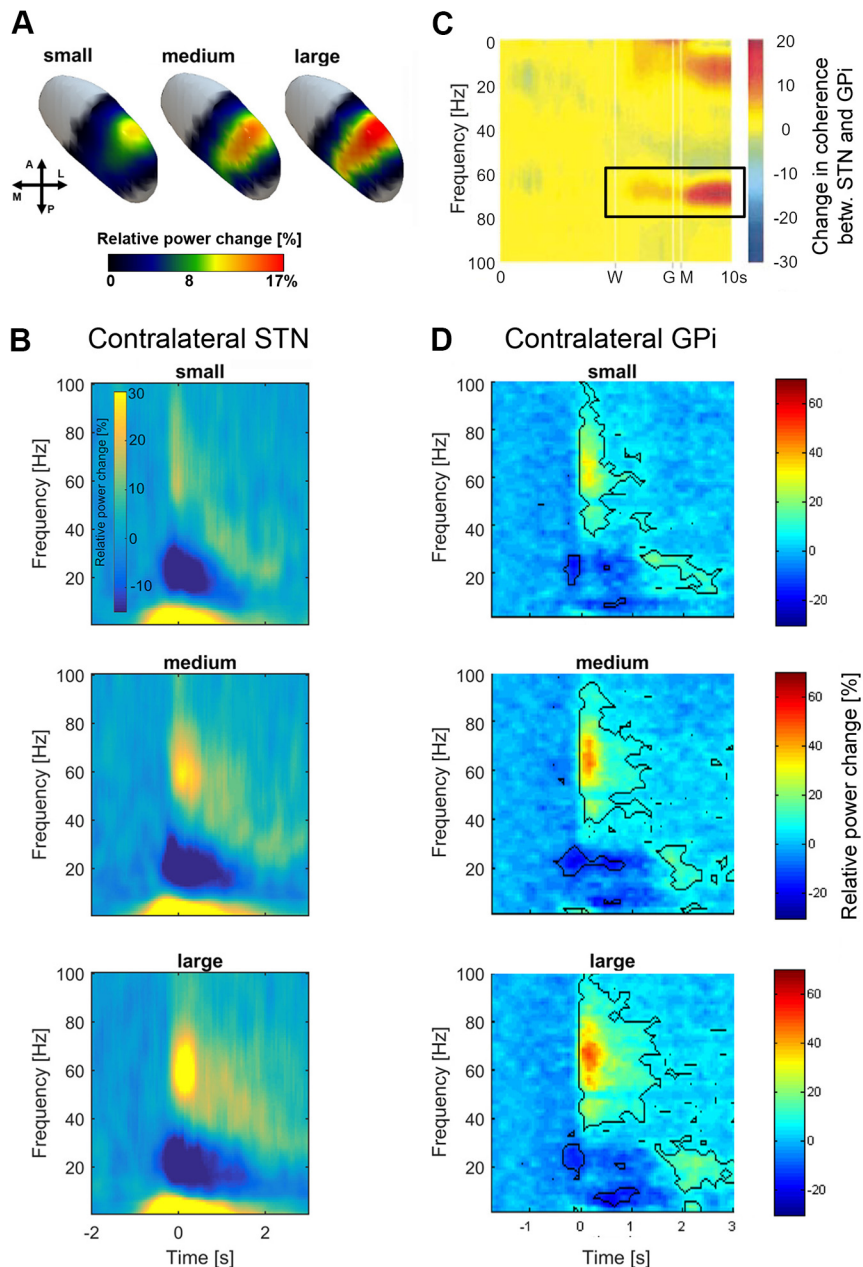 A
small medium large
A
M L
P
Relative power change [%]
0 8 17%
C
Frequency [Hz]
0
20
40
60
80
100
0 W G M 10s
20
10
0
-10
-20
-30
Change in coherence
betw. STN and GPi
B Contralateral STN
small
Frequency [Hz]
100
80
60
40
20
Relative power change [%]
30
20
10
0
-10
medium
Frequency [Hz]
100
80
60
40
20
large
Frequency [Hz]
100
80
60
40
20
-2 0 2
Time [s]
D Contralateral GPi
small
Frequency [Hz]
100
80
60
40
20
60
40
20
0
-20
medium
Frequency [Hz]
100
80
60
40
20
60
40
20
0
-20
Relative power change [%]
large
Frequency [Hz]
100
80
60
40
20
60
40
20
0
-20
-1 0 1 2 3
Time [s]